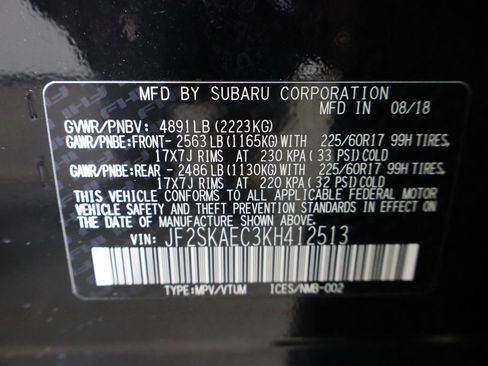 MFD BY SUBARU CORPORATION
MFD IN 08/18
GVWR/PNBV: 4891LB(2223KG)
GAWR/PNBE:FRONT- 2563LB(1165KG)WITH 225/60R17 99H TIRES,
17X7J RIMS AT 230 KPA(33 PSI)COLD
GAWR/PNBE:REAR - 2486LB(1130KG)WITH 225/60R17 99H TIRES,
17X7J RIMS AT 220 KPA(32 PSI)COLD
THIS VEHICLE CONFORMS TO ALL APPLICABLE FEDERAL MOTOR
VEHICLE SAFETY AND THEFT PREVENTION STANDARDS IN EFFECT ON
THE DATE OF MANUFACTURE SHOWN ABOVE.
VIN: JF2SKAEC3KH412513
TYPE:MPV/VTUM ICES/NMB-002